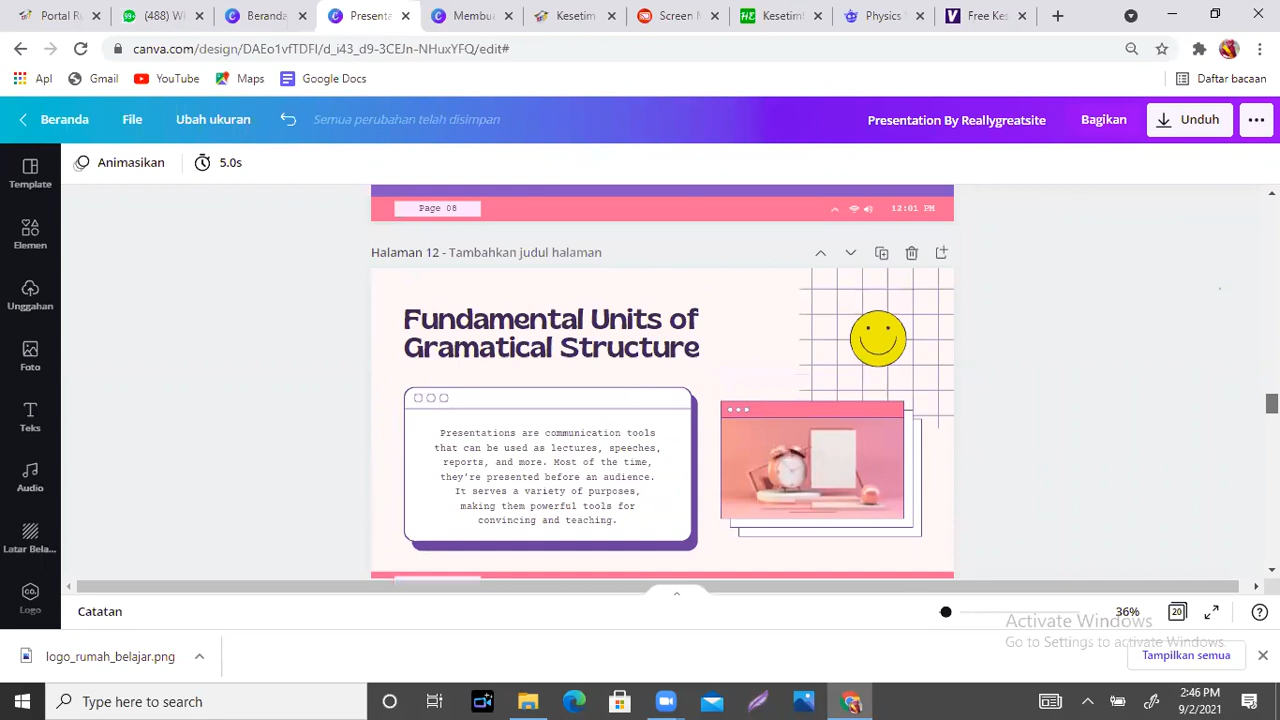 Portal R
(488) W
Beranda
Presenta
Membua
Kesetim
Screen M
Kesetiml
Physics T
Free Kes
canva.com/design/DAEo1vfTDFI/d_i43_d9-3CEJn-NHuxYFQ/edit#
Apl
Gmail
YouTube
Maps
Google Docs
Daftar bacaan
Beranda
File
Ubah ukuran
Semua perubahan telah disimpan
Presentation By Reallygreatsite
Bagikan
Unduh
Animasikan
5.0s
Template
Elemen
Unggahan
Foto
Teks
Audio
Latar Bela...
CO.
Logo
Page 08
12:01 PM
Halaman 12 - Tambahkan judul halaman
Fundamental Units of
Gramatical Structure
Presentations are communication tools
that can be used as lectures, speeches,
reports, and more. Most of the time,
they're presented before an audience.
It serves a variety of purposes,
making them powerful tools for
convincing and teaching.
Catatan
36%
20
Activate Windows
Go to Settings to activate Windows.
logo_rumah_belajar.png
Tampilkan semua
Type here to search
2:46 PM
9/2/2021